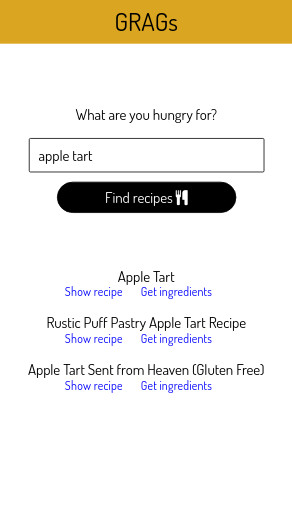 GRAGs
What are you hungry for?
apple tart
Find recipes
Apple Tart
Show recipe Get ingredients
Rustic Puff Pastry Apple Tart Recipe
Show recipe Get ingredients
Apple Tart Sent from Heaven (Gluten Free)
Show recipe Get ingredients